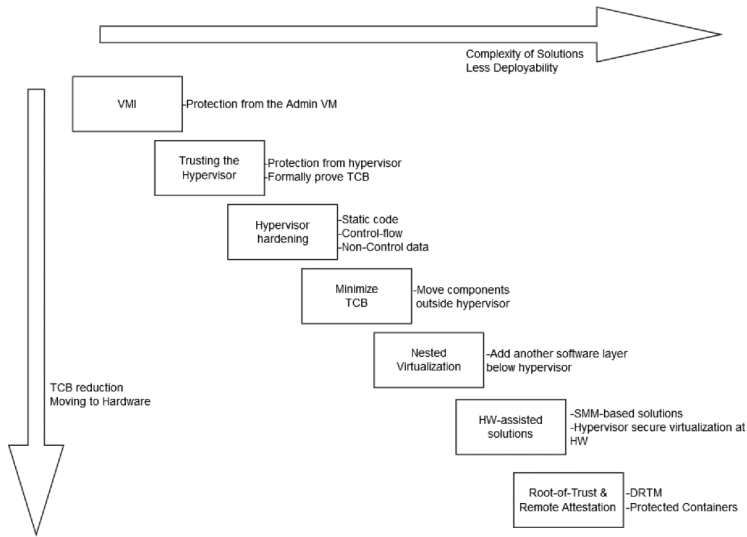 Complexity of Solutions
Less Deployability
VMI
-Protection from the Admin VM
Trusting the
Hypervisor
-Protection from hypervisor
-Formally prove TCB
Hypervisor
hardening
-Static code
-Control-flow
-Non-Control data
Minimize
TCB
-Move components
outside hypervisor
Nested
Virtualization
-Add another software layer
below hypervisor
TCB reduction
Moving to Hardware
HW-assisted
solutions
-SMM-based solutions
-Hypervisor secure virtualization at
HW
Root-of-Trust &
Remote Attestation
-DRTM
-Protected Containers